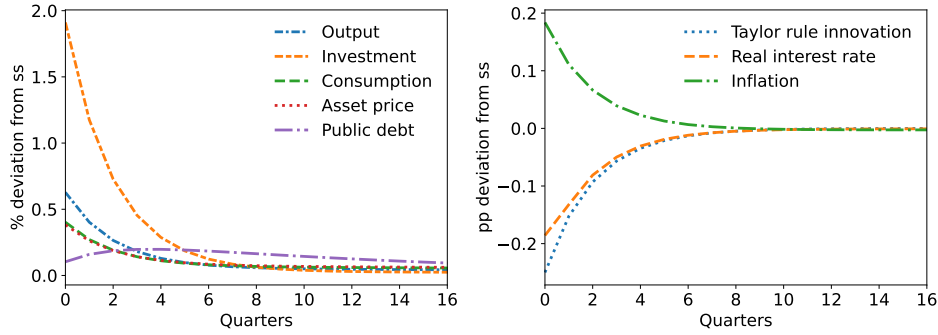 2.0
1.5
1.0
0.5
0.0
% deviation from ss
Output
Investment
Consumption
Asset price
Public debt
0 2 4 6 8 10 12 14 16
Quarters
0.2
0.1
0.0
−0.1
−0.2
pp deviation from ss
Taylor rule innovation
Real interest rate
Inflation
0 2 4 6 8 10 12 14 16
Quarters